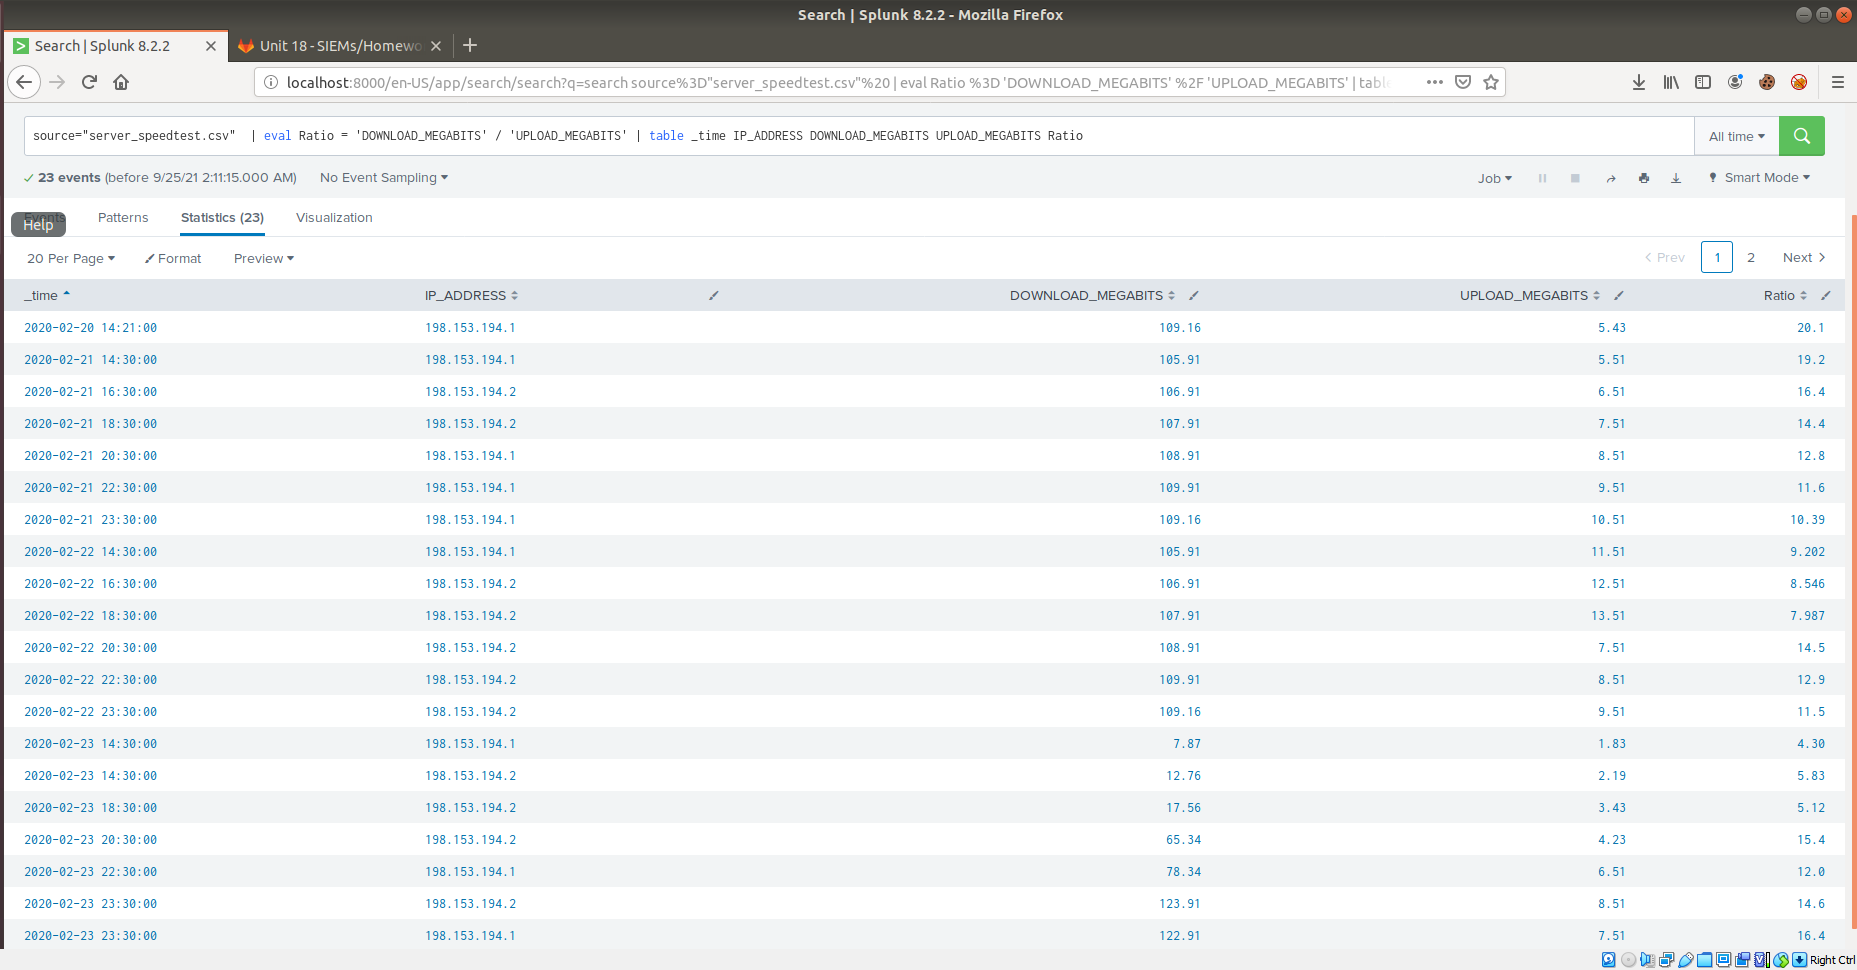 Search | Splunk 8.2.2 - Mozilla Firefox
Search | Splunk 8.2.2
Unit 18 - SIEMs/Homewo
localhost:8000/en-US/app/search/search?q=search source%3D"server_speedtest.csv"%20 | eval Ratio %3D 'DOWNLOAD_MEGABITS' %2F 'UPLOAD_MEGABITS' | table
source="server_speedtest.csv" | eval Ratio = 'DOWNLOAD_MEGABITS' / 'UPLOAD_MEGABITS' | table _time IP_ADDRESS DOWNLOAD_MEGABITS UPLOAD_MEGABITS Ratio
All time
23 events (before 9/25/21 2:11:15.000 AM) No Event Sampling Job Smart Mode
Events Patterns Statistics (23) Visualization
Help
20 Per Page Format Preview Prev 1 2 Next
_time IP_ADDRESS DOWNLOAD_MEGABITS UPLOAD_MEGABITS Ratio
2020-02-20 14:21:00 198.153.194.1 109.16 5.43 20.1
2020-02-21 14:30:00 198.153.194.1 105.91 5.51 19.2
2020-02-21 16:30:00 198.153.194.2 106.91 6.51 16.4
2020-02-21 18:30:00 198.153.194.2 107.91 7.51 14.4
2020-02-21 20:30:00 198.153.194.1 108.91 8.51 12.8
2020-02-21 22:30:00 198.153.194.1 109.91 9.51 11.6
2020-02-21 23:30:00 198.153.194.1 109.16 10.51 10.39
2020-02-22 14:30:00 198.153.194.1 105.91 11.51 9.202
2020-02-22 16:30:00 198.153.194.2 106.91 12.51 8.546
2020-02-22 18:30:00 198.153.194.2 107.91 13.51 7.987
2020-02-22 20:30:00 198.153.194.2 108.91 7.51 14.5
2020-02-22 22:30:00 198.153.194.2 109.91 8.51 12.9
2020-02-22 23:30:00 198.153.194.2 109.16 9.51 11.5
2020-02-23 14:30:00 198.153.194.1 7.87 1.83 4.30
2020-02-23 14:30:00 198.153.194.2 12.76 2.19 5.83
2020-02-23 18:30:00 198.153.194.2 17.56 3.43 5.12
2020-02-23 20:30:00 198.153.194.2 65.34 4.23 15.4
2020-02-23 22:30:00 198.153.194.1 78.34 6.51 12.0
2020-02-23 23:30:00 198.153.194.2 123.91 8.51 14.6
2020-02-23 23:30:00 198.153.194.1 122.91 7.51 16.4
Right Ctrl